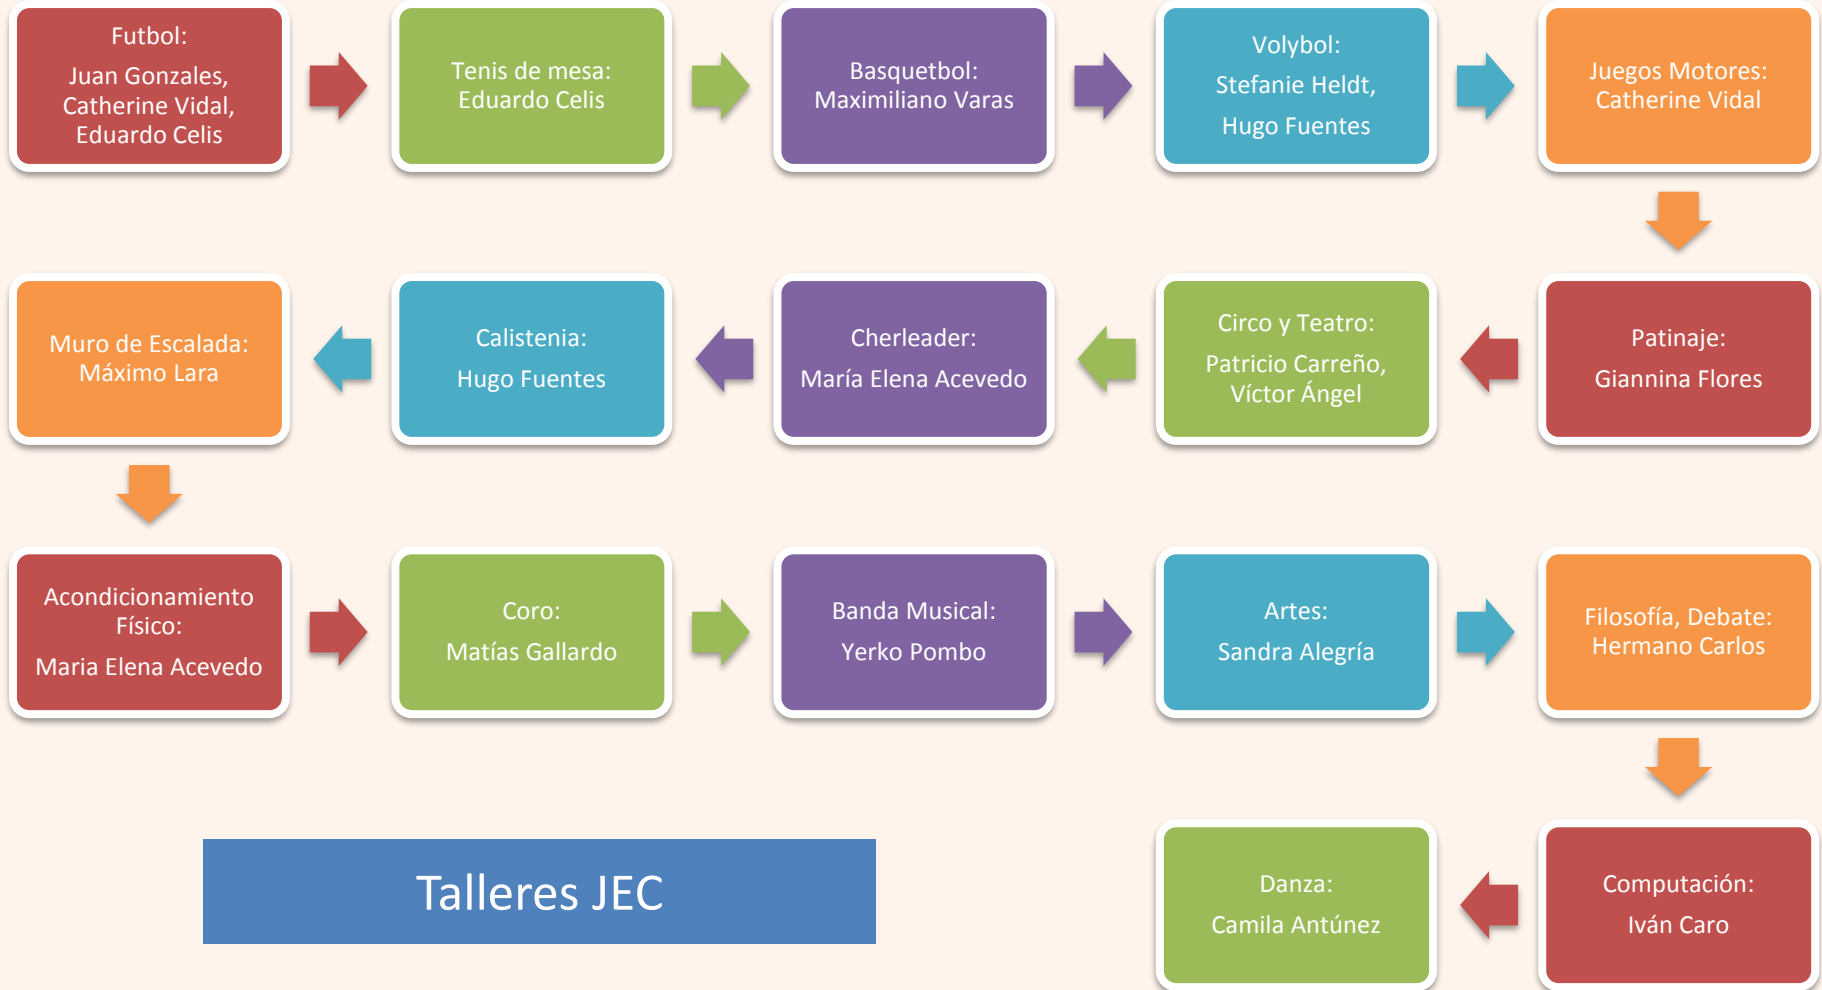 Futbol:
Juan Gonzales,
Catherine Vidal,
Eduardo Celis
Tenis de mesa:
Eduardo Celis
Basquetbol:
Maximiliano Varas
Volybol:
Stefanie Heldt,
Hugo Fuentes
Juegos Motores:
Catherine Vidal
Patinaje:
Giannina Flores
Circo y Teatro:
Patricio Carreño,
Víctor Ángel
Cherleader:
María Elena Acevedo
Calistenia:
Hugo Fuentes
Muro de Escalada:
Máximo Lara
Acondicionamiento
Físico:
Maria Elena Acevedo
Coro:
Matías Gallardo
Banda Musical:
Yerko Pombo
Artes:
Sandra Alegría
Filosofía, Debate:
Hermano Carlos
Computación:
Iván Caro
Danza:
Camila Antúnez
Talleres JEC